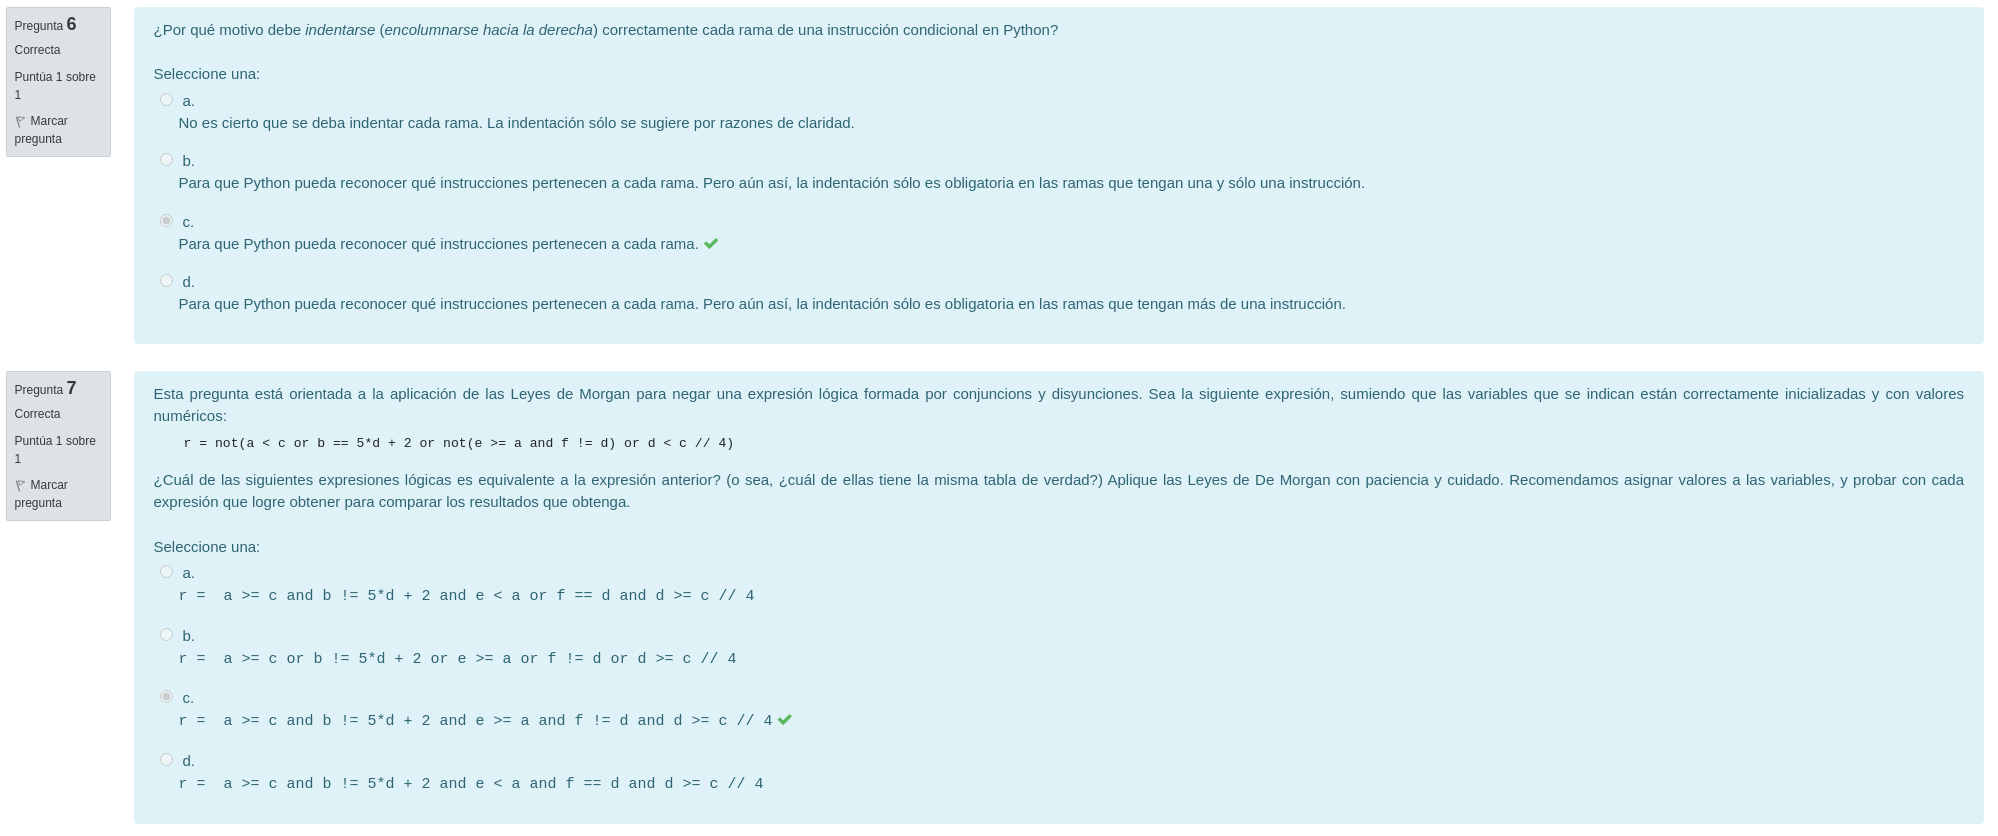 Pregunta 6
Correcta
Puntúa 1 sobre
1
Marcar
pregunta
¿Por qué motivo debe indentarse (encolumnarse hacia la derecha) correctamente cada rama de una instrucción condicional en Python?
Seleccione una:
a.
No es cierto que se deba indentar cada rama. La indentación sólo se sugiere por razones de claridad.
b.
Para que Python pueda reconocer qué instrucciones pertenecen a cada rama. Pero aún así, la indentación sólo es obligatoria en las ramas que tengan una y sólo una instrucción.
c.
Para que Python pueda reconocer qué instrucciones pertenecen a cada rama.
d.
Para que Python pueda reconocer qué instrucciones pertenecen a cada rama. Pero aún así, la indentación sólo es obligatoria en las ramas que tengan más de una instrucción.
Pregunta 7
Correcta
Puntúa 1 sobre
1
Marcar
pregunta
Esta pregunta está orientada a la aplicación de las Leyes de Morgan para negar una expresión lógica formada por conjuncions y disyunciones. Sea la siguiente expresión, sumiendo que las variables que se indican están correctamente inicializadas y con valores
numéricos:
r = not(a < c or b == 5*d + 2 or not(e >= a and f != d) or d < c // 4)
¿Cuál de las siguientes expresiones lógicas es equivalente a la expresión anterior? (o sea, ¿cuál de ellas tiene la misma tabla de verdad?) Aplique las Leyes de De Morgan con paciencia y cuidado. Recomendamos asignar valores a las variables, y probar con cada
expresión que logre obtener para comparar los resultados que obtenga.
Seleccione una:
a.
r =  a >= c and b != 5*d + 2 and e < a or f == d and d >= c // 4
b.
r =  a >= c or b != 5*d + 2 or e >= a or f != d or d >= c // 4
c.
r =  a >= c and b != 5*d + 2 and e >= a and f != d and d >= c // 4
d.
r =  a >= c and b != 5*d + 2 and e < a and f == d and d >= c // 4